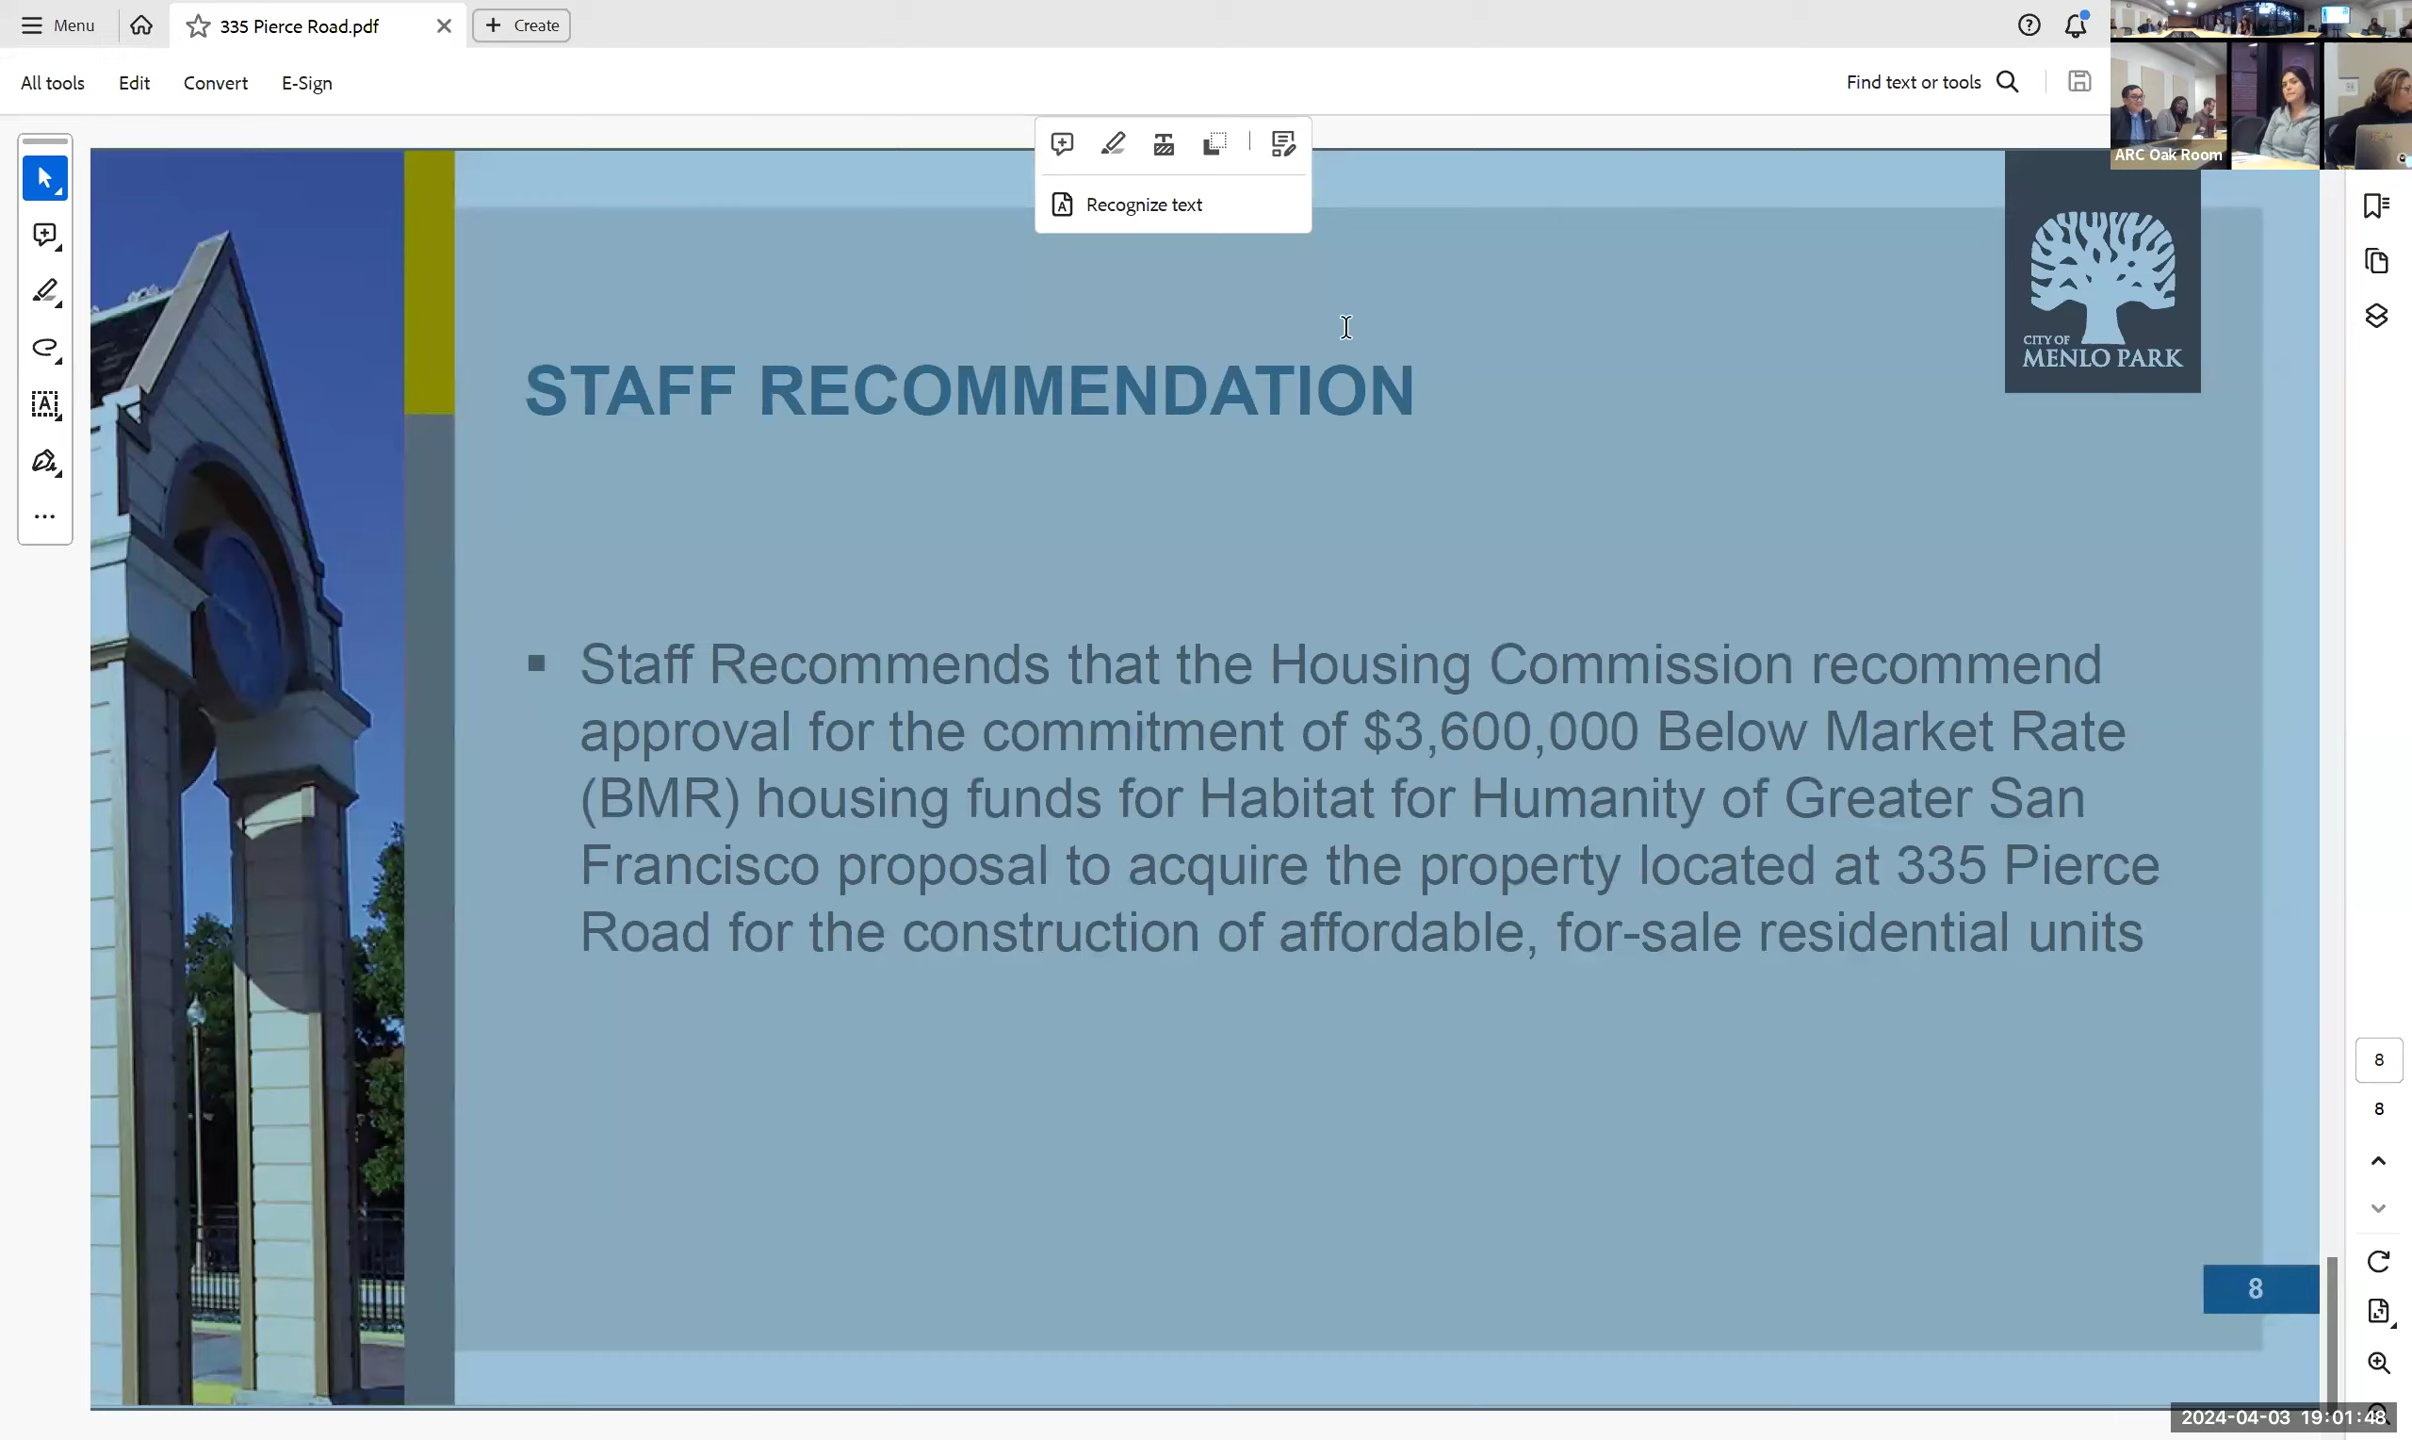 Menu
335 Pierce Road.pdf
Create
All tools
Edit
Convert
E-Sign
Find text or tools
ARC Oak Room
Recognize text
CITY OF
MENLO PARK
STAFF RECOMMENDATION
▪ Staff Recommends that the Housing Commission recommend
approval for the commitment of $3,600,000 Below Market Rate
(BMR) housing funds for Habitat for Humanity of Greater San
Francisco proposal to acquire the property located at 335 Pierce
Road for the construction of affordable, for-sale residential units
8
8
8
2024-04-03 19:01:48